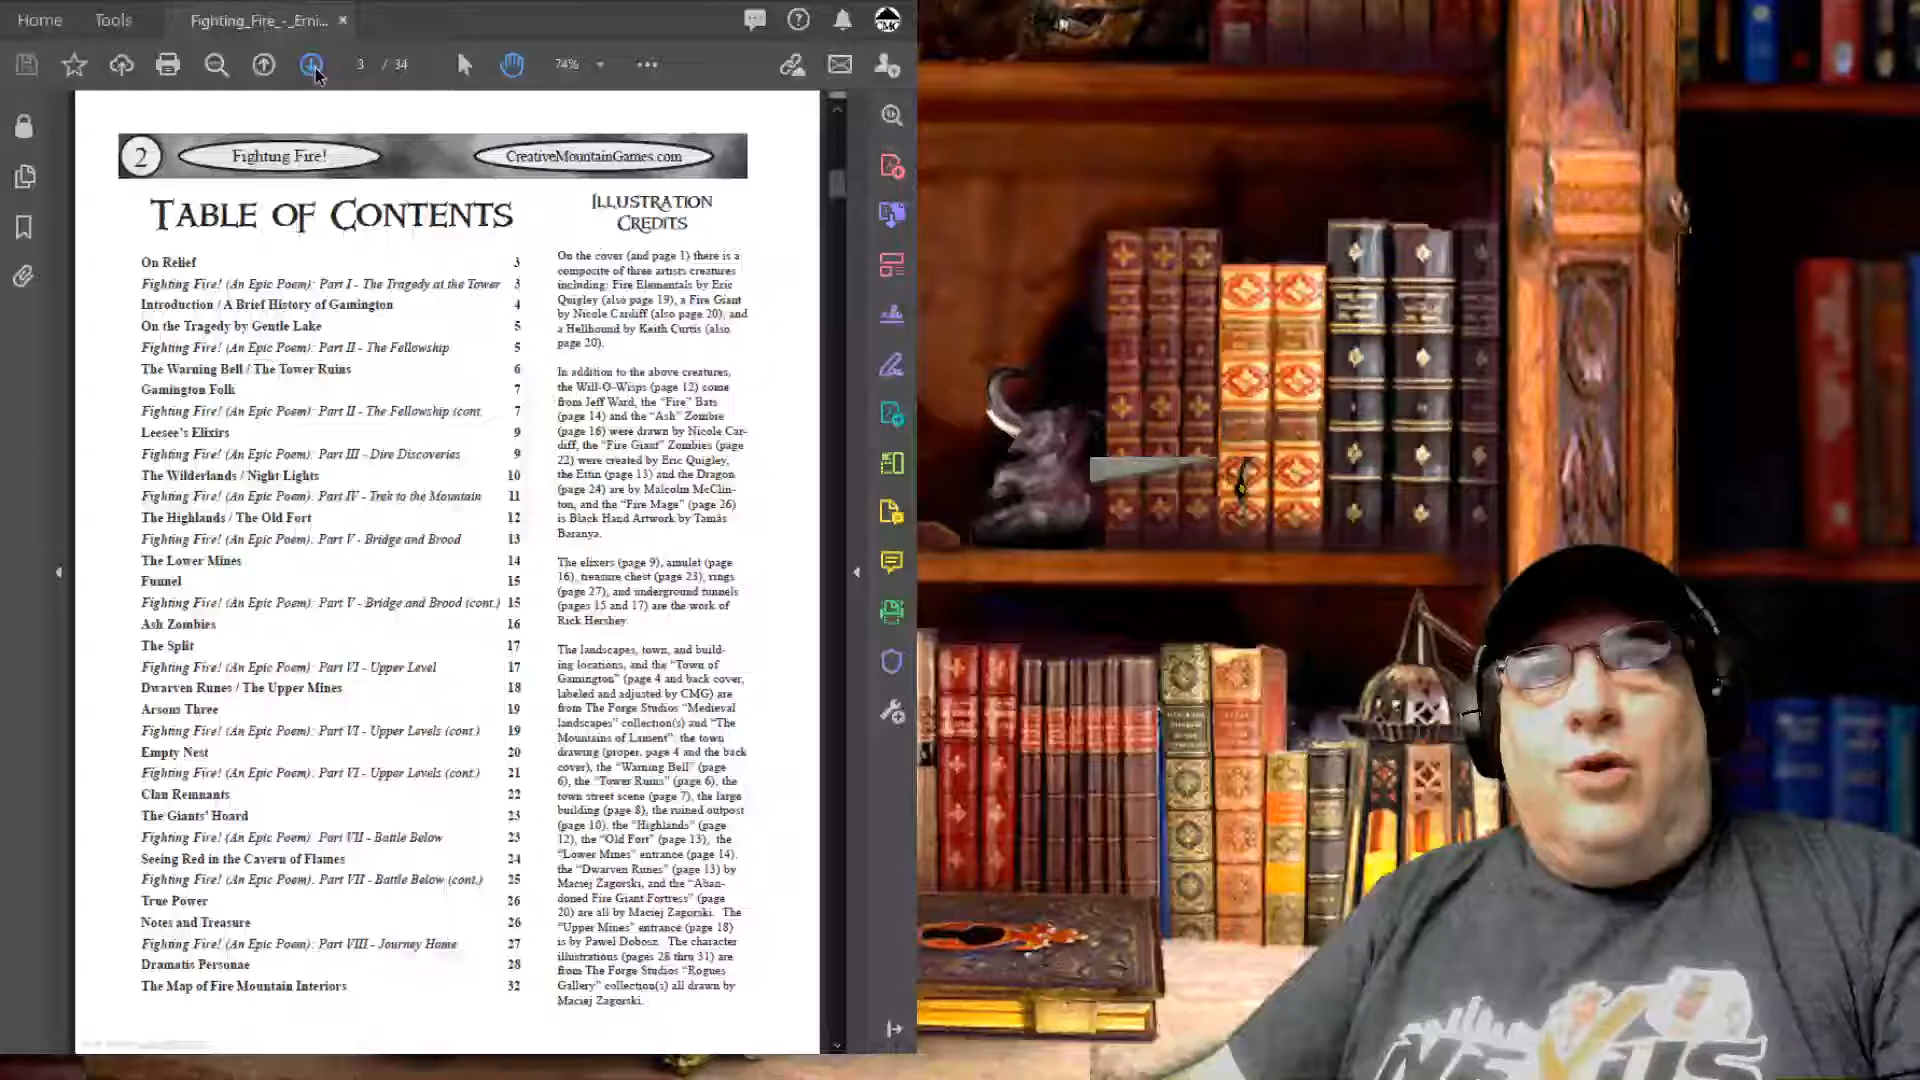 Home
Tools
Fighting_Fire_-_Erni...
CMG
3 / 34
74%
2
Fighting Fire!
CreativeMountainGames.com
TABLE OF CONTENTS
On Relief 3
Fighting Fire! (An Epic Poem): Part I - The Tragedy at the Tower 3
Introduction / A Brief History of Gamington 4
On the Tragedy by Gentle Lake 5
Fighting Fire! (An Epic Poem): Part II - The Fellowship 5
The Warning Bell / The Tower Ruins 6
Gamington Folk 7
Fighting Fire! (An Epic Poem): Part II - The Fellowship (cont. 7
Leesee's Elixirs 9
Fighting Fire! (An Epic Poem): Part III - Dire Discoveries 9
The Wilderlands / Night Lights 10
Fighting Fire! (An Epic Poem): Part IV - Trek to the Mountain 11
The Highlands / The Old Fort 12
Fighting Fire! (An Epic Poem): Part V - Bridge and Brood 13
The Lower Mines 14
Funnel 15
Fighting Fire! (An Epic Poem): Part V - Bridge and Brood (cont.) 15
Ash Zombies 16
The Split 17
Fighting Fire! (An Epic Poem): Part VI - Upper Level 17
Dwarven Runes / The Upper Mines 18
Arsons Three 19
Fighting Fire! (An Epic Poem): Part VI - Upper Levels (cont.) 19
Empty Nest 20
Fighting Fire! (An Epic Poem): Part VI - Upper Levels (cont.) 21
Clan Remnants 22
The Giants' Hoard 23
Fighting Fire! (An Epic Poem) Part VII - Battle Below 23
Seeing Red in the Cavern of Flames 24
Fighting Fire! (An Epic Poem): Part VII - Battle Below (cont.) 25
True Power 26
Notes and Treasure 26
Fighting Fire! (An Epic Poem): Part VIII - Journey Home 27
Dramatis Personae 28
The Map of Fire Mountain Interiors 32
ILLUSTRATION
CREDITS
On the cover (and page 1) there is a
composite of three artists creatures
including: Fire Elementals by Eric
Quigley (also page 19), a Fire Giant
by Nicole Cardiff (also page 20), and
a Hellhound by Keith Curtis (also
page 20).
In addition to the above creatures,
the Will-O-Wisps (page 12) come
from Jeff Ward, the "Fire" Bats
(page 14) and the "Ash" Zombie
(page 16) were drawn by Nicole Car-
diff, the "Fire Giant" Zombies (page
22) were created by Eric Quigley,
the Ettin (page 13) and the Dragon
(page 24) are by Malcolm McClin-
ton, and the "Fire Mage" (page 26)
is Black Hand Artwork by Tamás
Baranya.
The elixers (page 9), amulet (page
16), treasure chest (page 23), rings
(page 27), and underground tunnels
(pages 15 and 17) are the work of
Rick Hershey.
The landscapes, town, and build-
ing locations, and the "Town of
Gamington" (page 4 and back cover,
labeled and adjusted by CMG) are
from The Forge Studios "Medieval
landscapes" collection(s) and "The
Mountains of Lament": the town
drawing (proper, page 4 and the back
cover), the "Warning Bell" (page
6), the "Tower Ruins" (page 6), the
town street scene (page 7), the large
building (page 8), the ruined outpost
(page 10), the "Highlands" (page
12), the "Old Fort" (page 13), the
"Lower Mines" entrance (page 14),
the "Dwarven Runes" (page 13) by
Maciej Zagorski, and the "Aban-
doned Fire Giant Fortress" (page
20) are all by Maciej Zagorski. The
"Upper Mines" entrance (page 18)
is by Pawel Dobosz. The character
illustrations (pages 28 thru 31) are
from The Forge Studios "Rogues
Gallery" collection(s) all drawn by
Maciej Zagorski.
NEXUS